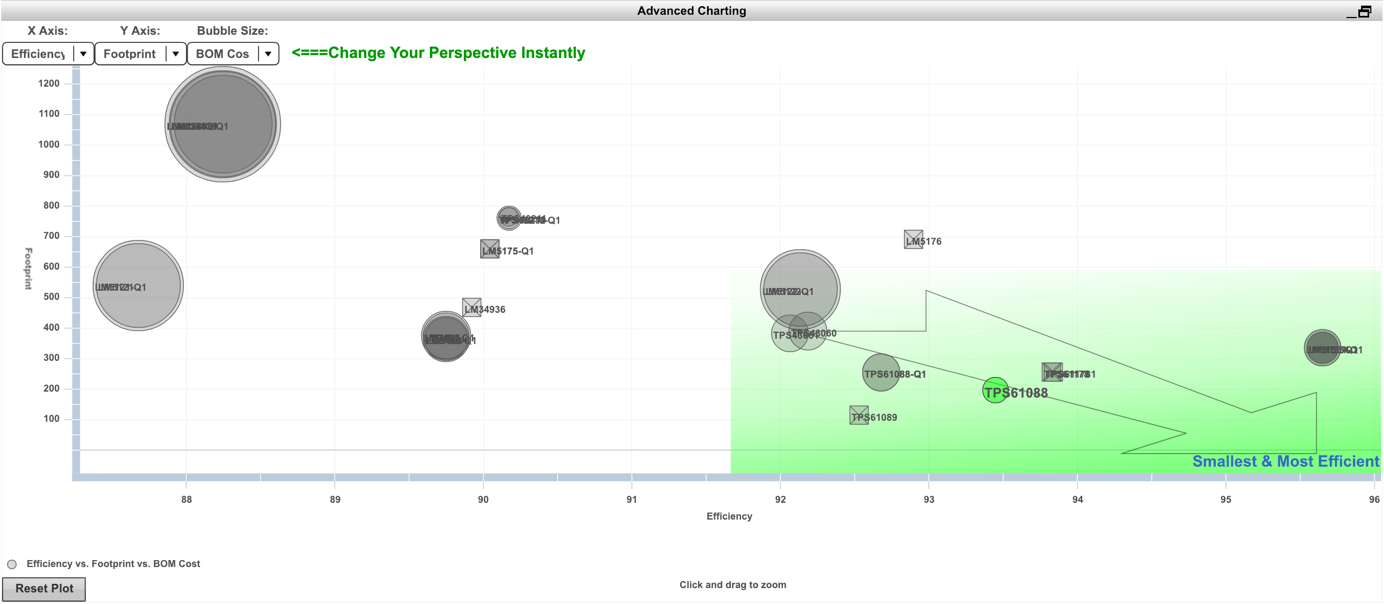 Advanced Charting
X Axis: Y Axis: Bubble Size:
Efficiency Footprint BOM Cos <===Change Your Perspective Instantly
1200
1100
1000
900
800
700
600
500
400
300
200
100
Footprint
LM5175-Q1
LM5176
LM34936
TPS61088-Q1
TPS61088
TPS61089
Smallest & Most Efficient
88 89 90 91 92 93 94 95 96
Efficiency
Efficiency vs. Footprint vs. BOM Cost
Reset Plot
Click and drag to zoom